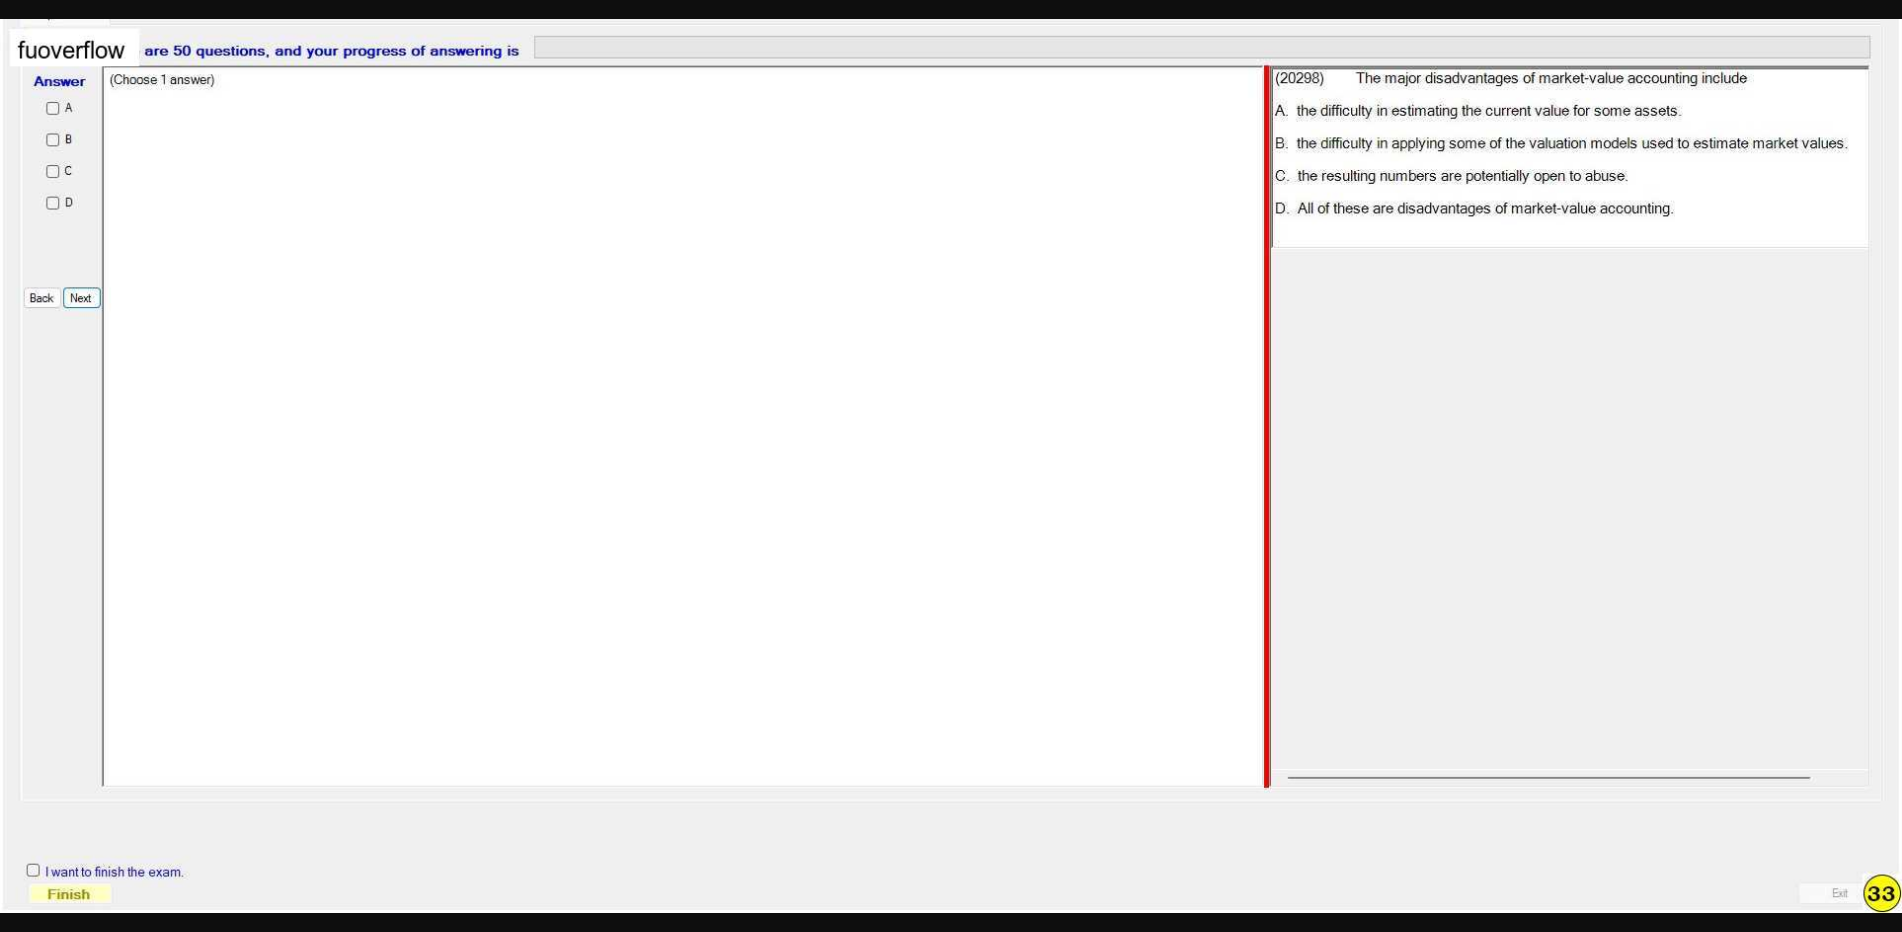 fuoverflow are 50 questions, and your progress of answering is
Answer
(Choose 1 answer)
A
B
C
D
Back Next
(20298) The major disadvantages of market-value accounting include
A. the difficulty in estimating the current value for some assets.
B. the difficulty in applying some of the valuation models used to estimate market values.
C. the resulting numbers are potentially open to abuse.
D. All of these are disadvantages of market-value accounting.
I want to finish the exam.
Finish
Exit
33